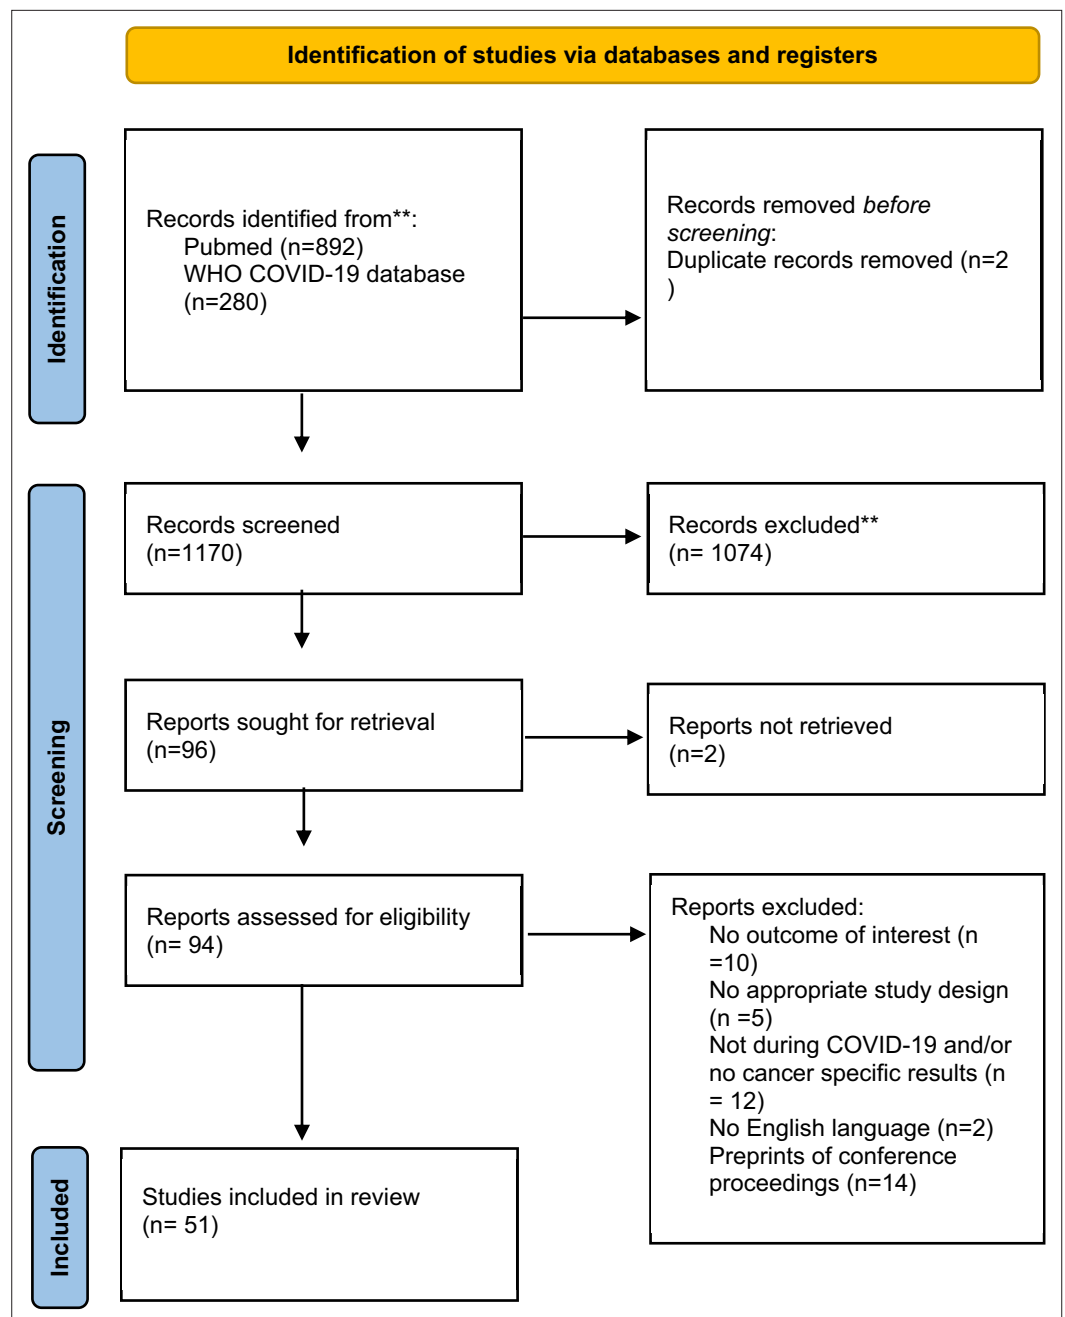 Identification of studies via databases and registers
Identification
Records identified from**:
Pubmed (n=892)
WHO COVID-19 database
(n=280)
Records removed before
screening:
Duplicate records removed (n=2
)
Screening
Records screened
(n=1170)
Records excluded**
(n= 1074)
Reports sought for retrieval
(n=96)
Reports not retrieved
(n=2)
Reports assessed for eligibility
(n= 94)
Reports excluded:
No outcome of interest (n
=10)
No appropriate study design
(n =5)
Not during COVID-19 and/or
no cancer specific results (n
= 12)
No English language (n=2)
Preprints of conference
proceedings (n=14)
Included
Studies included in review
(n= 51)